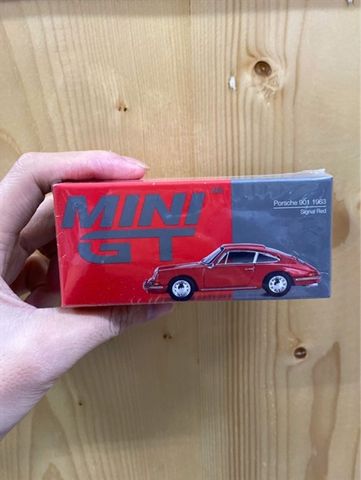 MINI
GT
Porsche 901 1963
Signal Red